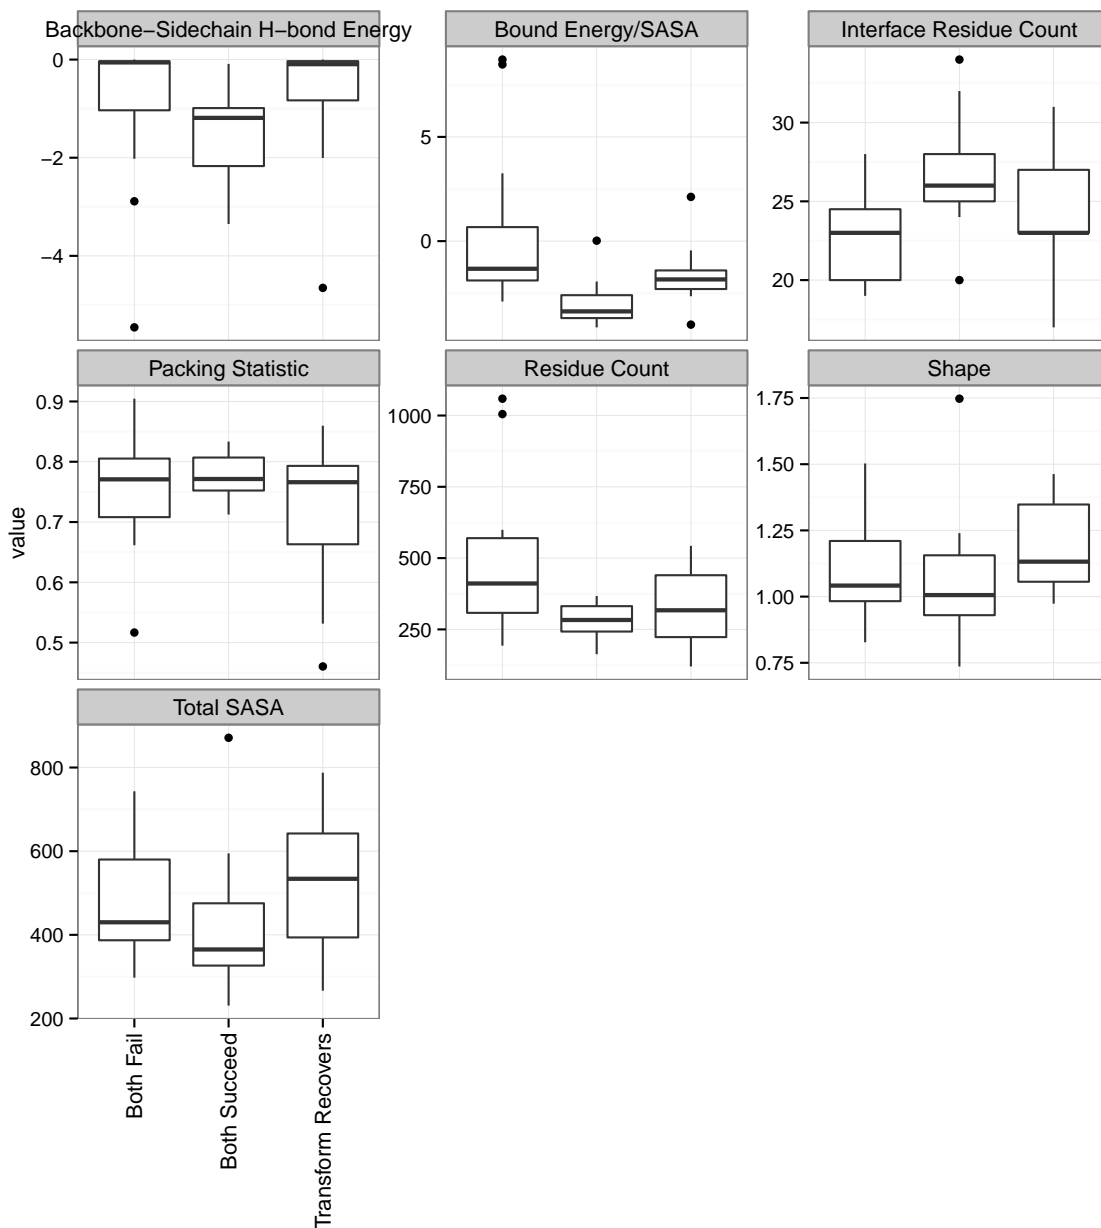 Backbone−Sidechain H−bond Energy
Bound Energy/SASA
Interface Residue Count
0
−2
−4
5
0
30
25
20
Packing Statistic
Residue Count
Shape
0.9
0.8
0.7
0.6
0.5
1000
750
500
250
1.75
1.50
1.25
1.00
0.75
value
Total SASA
800
600
400
200
Both Fail
Both Succeed
Transform Recovers